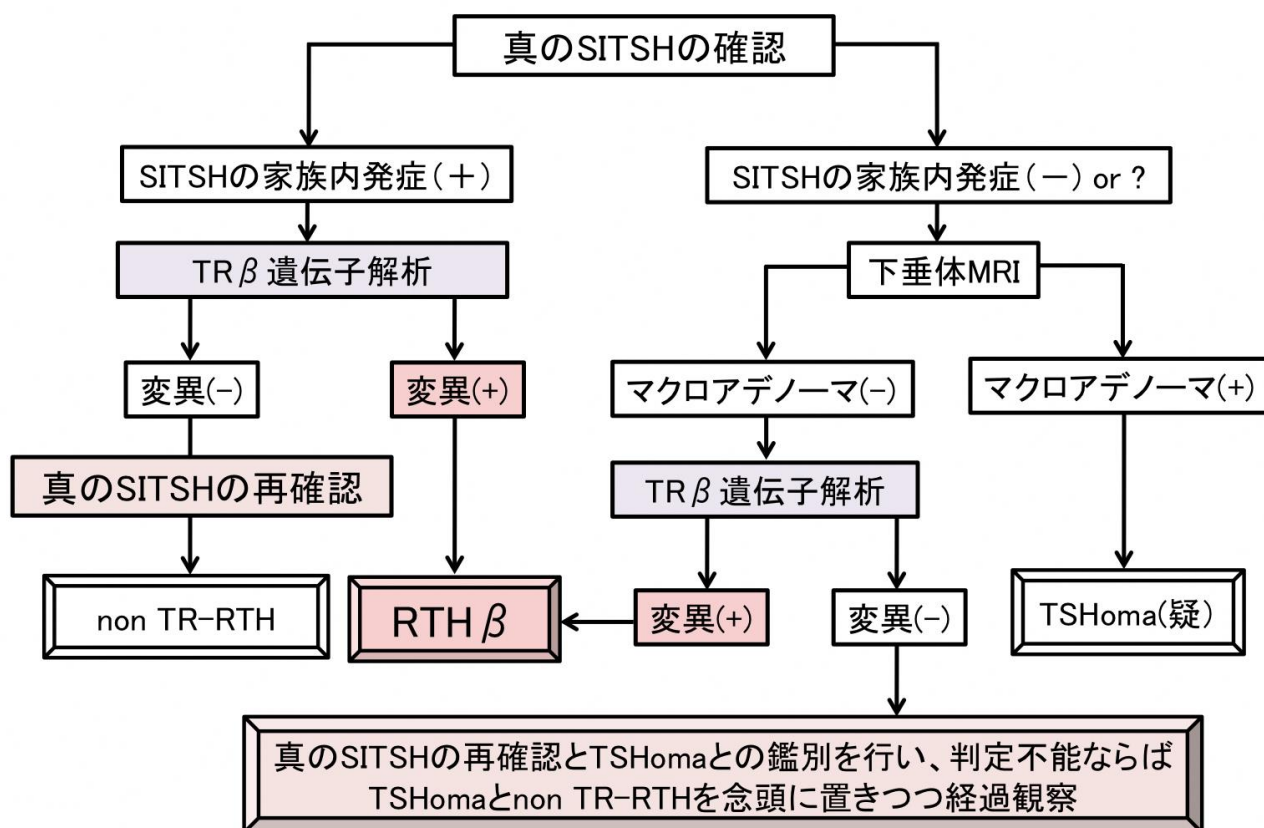 真のSITSHの確認
SITSHの家族内発症(＋)
SITSHの家族内発症(－) or ?
TRβ遺伝子解析
下垂体MRI
変異(-)
変異(+)
マクロアデノーマ(-)
マクロアデノーマ(+)
真のSITSHの再確認
TRβ遺伝子解析
non TR-RTH
RTHβ
変異(+)
変異(-)
TSHoma(疑)
真のSITSHの再確認とTSHomaとの鑑別を行い、判定不能ならば
TSHomaとnon TR-RTHを念頭に置きつつ経過観察